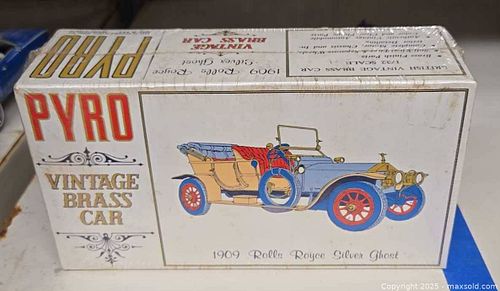 PYRO
VINTAGE
BRASS CAR
1909 Rolls Royce
Silver Ghost
BRITISH VINTAGE BRASS CAR
1/32 SCALE
PYRO
VINTAGE
BRASS
CAR
1909 Rolls Royce Silver Ghost
Copyright © 2025 - maxsold.com